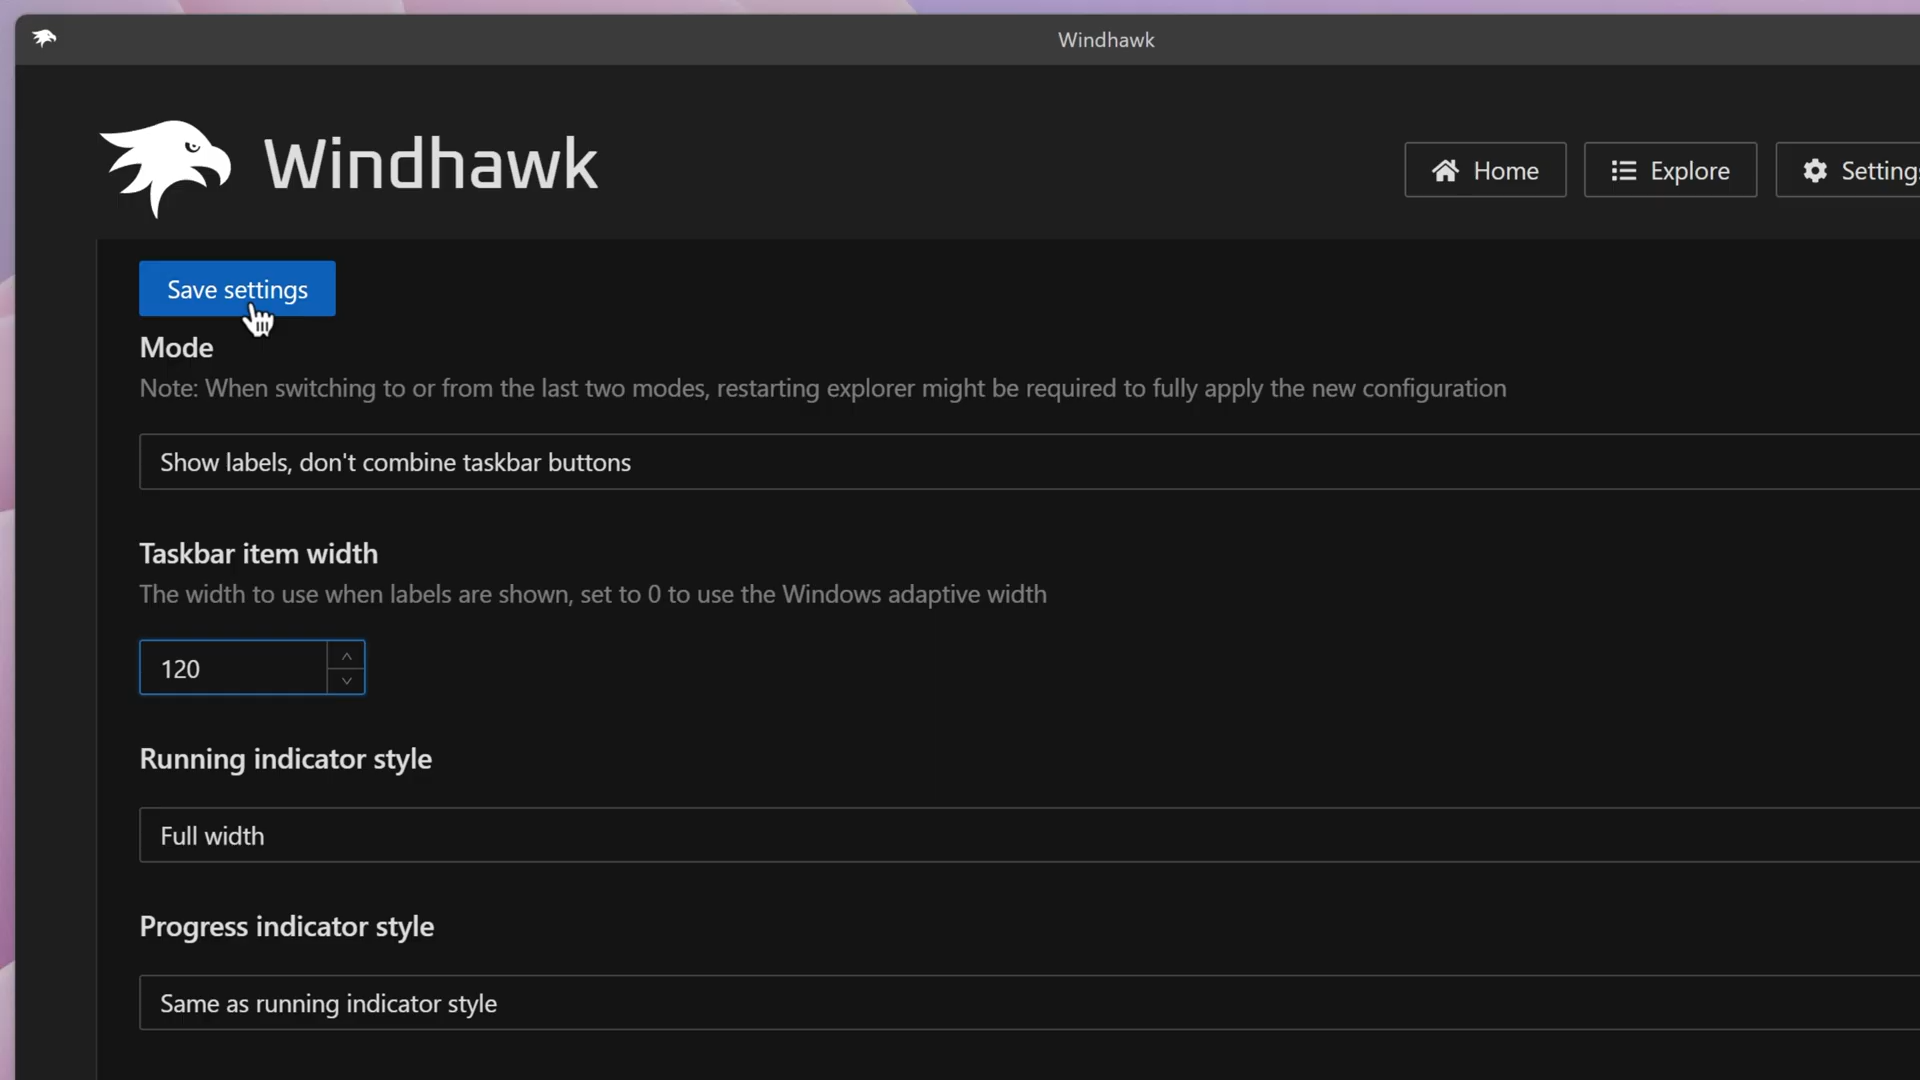 Windhawk
Windhawk
Home
Explore
Settings
Save settings
Mode
Note: When switching to or from the last two modes, restarting explorer might be required to fully apply the new configuration
Show labels, don't combine taskbar buttons
Taskbar item width
The width to use when labels are shown, set to 0 to use the Windows adaptive width
120
Running indicator style
Full width
Progress indicator style
Same as running indicator style